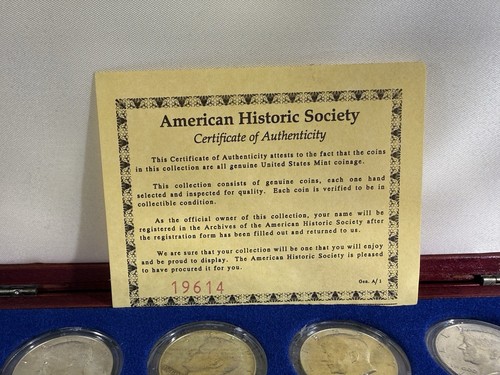 American Historic Society
Certificate of Authenticity
This Certificate of Authenticity attests to the fact that the coins
in this collection are all genuine United States Mint coinage.
This collection consists of genuine coins, each one hand
selected and inspected for quality. Each coin is verified to be in
collectible condition.
As the official owner of this collection, your name will be
registered in the Archives of the American Historic Society after
the registration form has been filled out and returned to us.
We are sure that your collection will be one that you will enjoy
and be proud to display. The American Historic Society is pleased
to have procured it for you.
19614
Gen. A/1